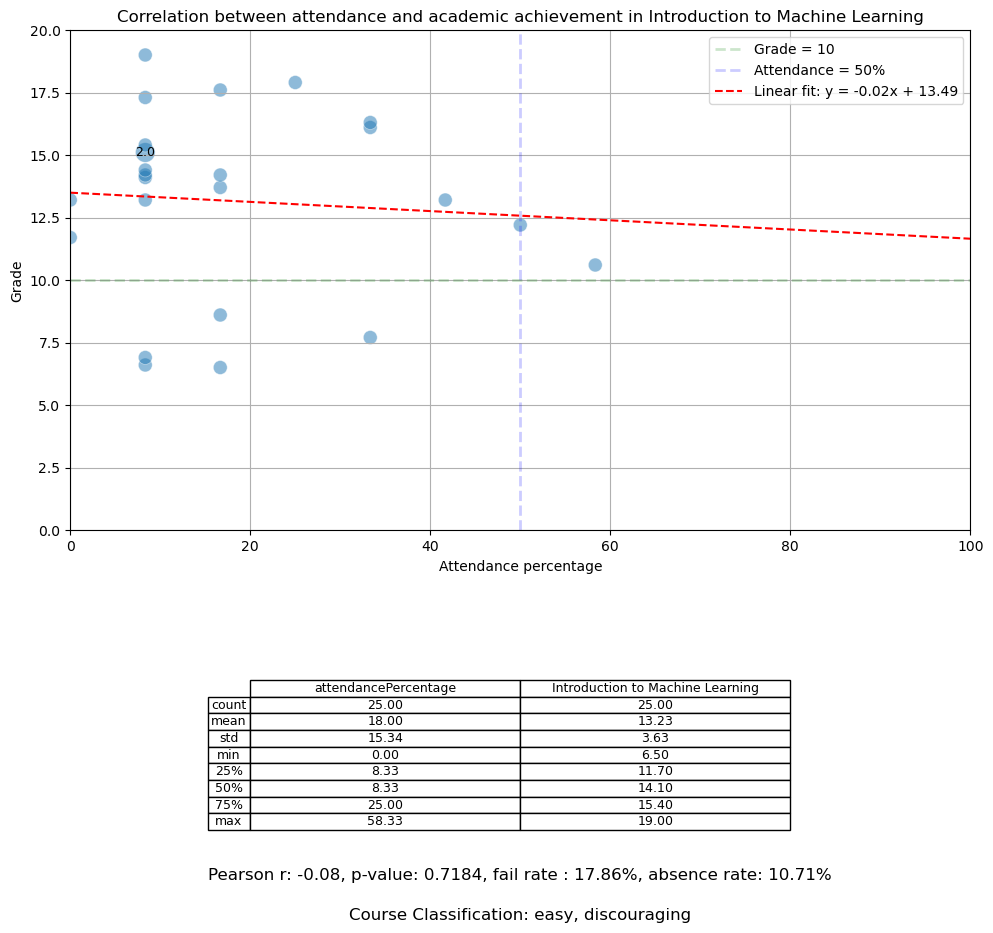 Correlation between attendance and academic achievement in Introduction to Machine Learning
20.0
17.5
15.0
12.5
10.0
7.5
5.0
2.5
0.0
Grade
Grade = 10
Attendance = 50%
Linear fit: y = -0.02x + 13.49
2.0
0 20 40 60 80 100
Attendance percentage
attendancePercentage Introduction to Machine Learning
count 25.00 25.00
mean 18.00 13.23
std 15.34 3.63
min 0.00 6.50
25% 8.33 11.70
50% 8.33 14.10
75% 25.00 15.40
max 58.33 19.00
Pearson r: -0.08, p-value: 0.7184, fail rate : 17.86%, absence rate: 10.71%
Course Classification: easy, discouraging